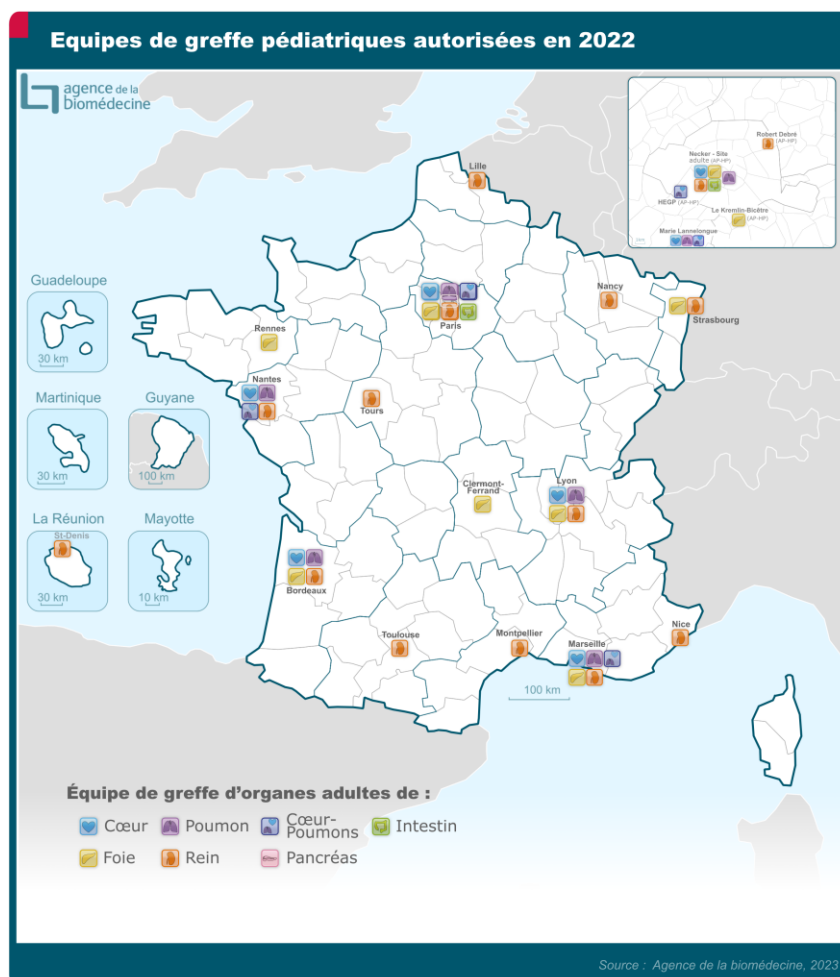 Equipes de greffe pédiatriques autorisées en 2022
agence de la
biomédecine
Robert Debré
(AP-HP)
Necker - Site
adulte (AP-HP)
HEGP (AP-HP)
Le Kremlin-Bicêtre
(AP-HP)
Marie Lannelongue
Lille
Nancy
Strasbourg
Paris
Rennes
Nantes
Tours
Clermont-
Ferrand
Lyon
Bordeaux
Toulouse
Montpellier
Marseille
Nice
100 km
Guadeloupe
30 km
Martinique
30 km
Guyane
100 km
La Réunion
St-Denis
30 km
Mayotte
10 km
Équipe de greffe d'organes adultes de :
Cœur
Poumon
Cœur-
Poumons
Intestin
Foie
Rein
Pancréas
Source : Agence de la biomédecine, 2023